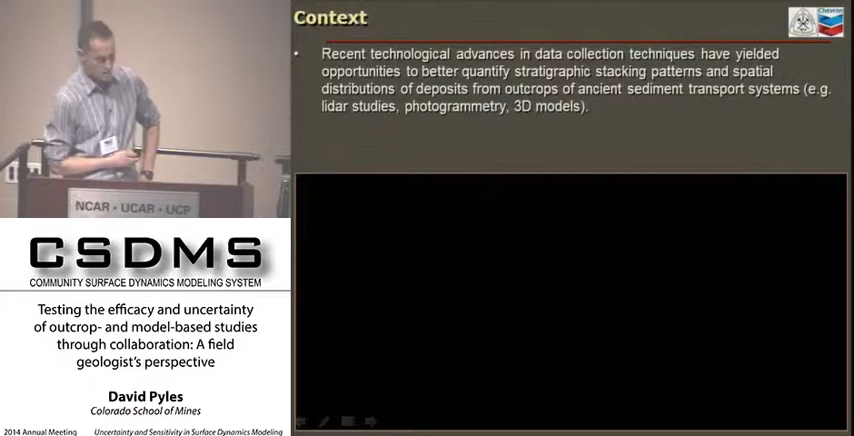 Context
Chevron
• Recent technological advances in data collection techniques have yielded
opportunities to better quantify stratigraphic stacking patterns and spatial
distributions of deposits from outcrops of ancient sediment transport systems (e.g.
lidar studies, photogrammetry, 3D models).
NCAR - UCAR - UCP
CSDMS
COMMUNITY SURFACE DYNAMICS MODELING SYSTEM
Testing the efficacy and uncertainty
of outcrop- and model-based studies
through collaboration: A field
geologist's perspective
David Pyles
Colorado School of Mines
2014 Annual Meeting Uncertainty and Sensitivity in Surface Dynamics Modeling